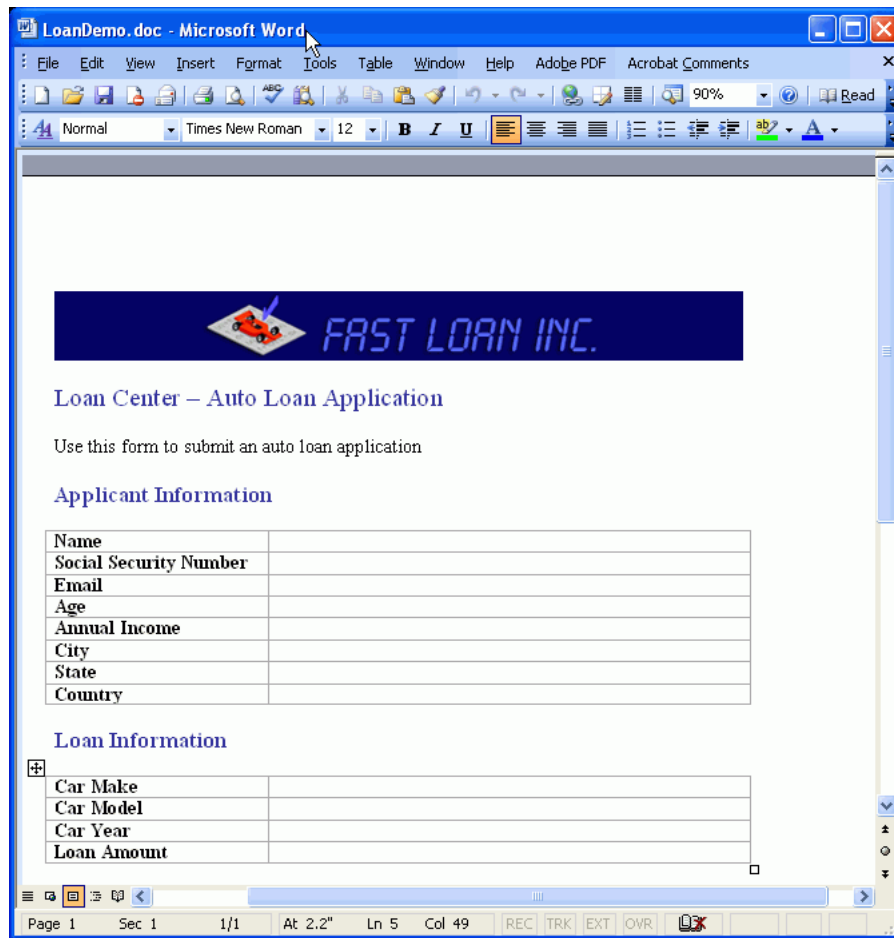 LoanDemo.doc - Microsoft Word
File Edit View Insert Format Tools Table Window Help Adobe PDF Acrobat Comments
90% Read
Normal Times New Roman 12 B I U
FAST LOAN INC.
Loan Center – Auto Loan Application
Use this form to submit an auto loan application
Applicant Information
Name
Social Security Number
Email
Age
Annual Income
City
State
Country
Loan Information
Car Make
Car Model
Car Year
Loan Amount
Page 1 Sec 1 1/1 At 2.2" Ln 5 Col 49 REC TRK EXT OVR